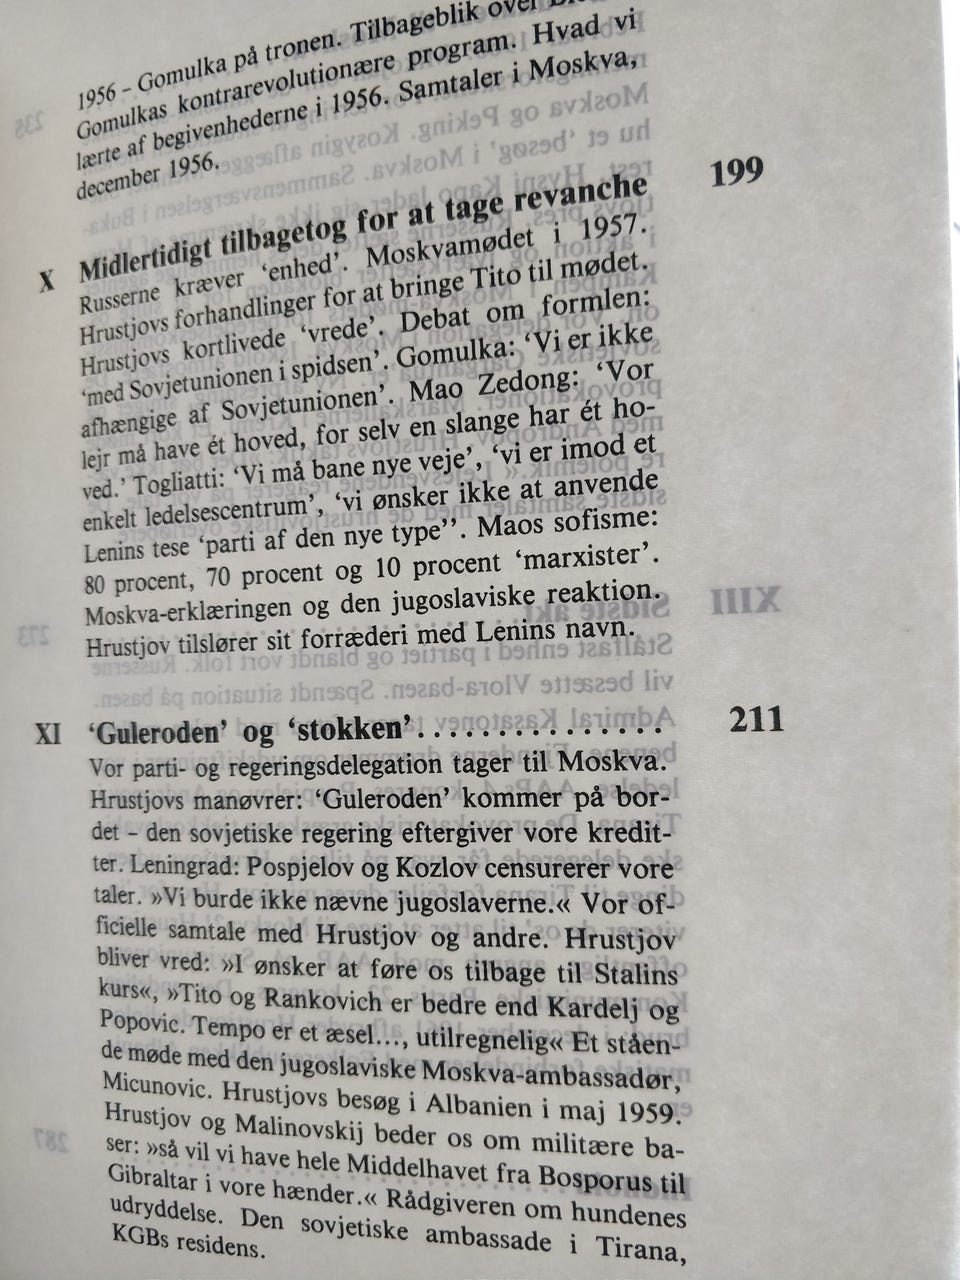 1956 – Gomulka på tronen. Tilbageblik over
Gomulkas kontrarevolutionære program. Hvad vi
lærte af begivenhederne i 1956. Samtaler i Moskva,
december 1956.
X Midlertidigt tilbagetog for at tage revanche 199
Russerne kræver ‘enhed’. Moskvamødet i 1957.
Hrustjovs forhandlinger for at bringe Tito til mødet.
Hrustjovs kortlivede ‘vrede’. Debat om formlen:
‘med Sovjetunionen i spidsen’. Gomulka: ‘Vi er ikke
afhængige af Sovjetunionen’. Mao Zedong: ‘Vor
lejr må have ét hoved, for selv en slange har ét ho-
ved.’ Togliatti: ‘Vi må bane nye veje’, ‘vi er imod et
enkelt ledelsescentrum’, ‘vi ønsker ikke at anvende
Lenins tese ‘parti af den nye type’’. Maos sofisme:
80 procent, 70 procent og 10 procent ‘marxister’.
Moskva-erklæringen og den jugoslaviske reaktion.
Hrustjov tilslører sit forræderi med Lenins navn.
XI ‘Guleroden’ og ‘stokken’............... 211
Vor parti- og regeringsdelegation tager til Moskva.
Hrustjovs manøvrer: ‘Guleroden’ kommer på bor-
det – den sovjetiske regering eftergiver vore kredit-
ter. Leningrad: Pospjelov og Kozlov censurerer vore
taler. »Vi burde ikke nævne jugoslaverne.« Vor of-
ficielle samtale med Hrustjov og andre. Hrustjov
bliver vred: »I ønsker at føre os tilbage til Stalins
kurs«, »Tito og Rankovich er bedre end Kardelj og
Popovic. Tempo er et æsel..., utilregnelig« Et ståen-
de møde med den jugoslaviske Moskva-ambassadør,
Micunovic. Hrustjovs besøg i Albanien i maj 1959.
Hrustjov og Malinovskij beder os om militære ba-
ser: »så vil vi have hele Middelhavet fra Bosporus til
Gibraltar i vore hænder.« Rådgiveren om hundenes
udryddelse. Den sovjetiske ambassade i Tirana,
KGBs residens.